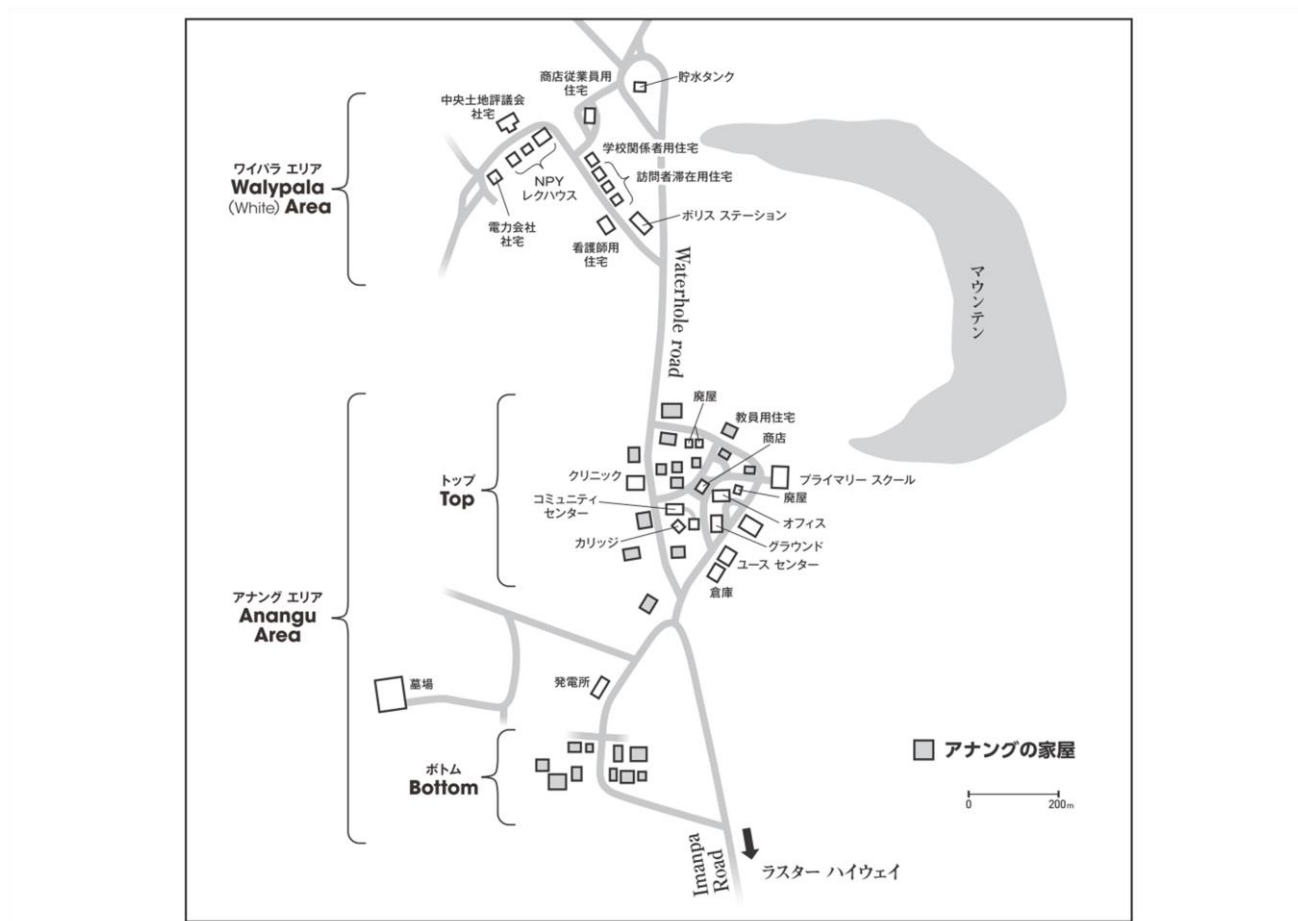 貯水タンク
商店従業員用
住宅
中央土地評議会
社宅
学校関係者用住宅
訪問者滞在用住宅
NPY
レクハウス
ポリス ステーション
電力会社
社宅
看護師用
住宅
ワイパラ エリア
Walypala
(White) Area
Waterhole road
マウンテン
廃屋
教員用住宅
商店
クリニック
プライマリー スクール
コミュニティ
センター
廃屋
オフィス
カリッジ
グラウンド
ユース センター
倉庫
トップ
Top
アナング エリア
Anangu
Area
墓場
発電所
ボトム
Bottom
アナングの家屋
0 200m
Imanpa
Road
ラスター ハイウェイ